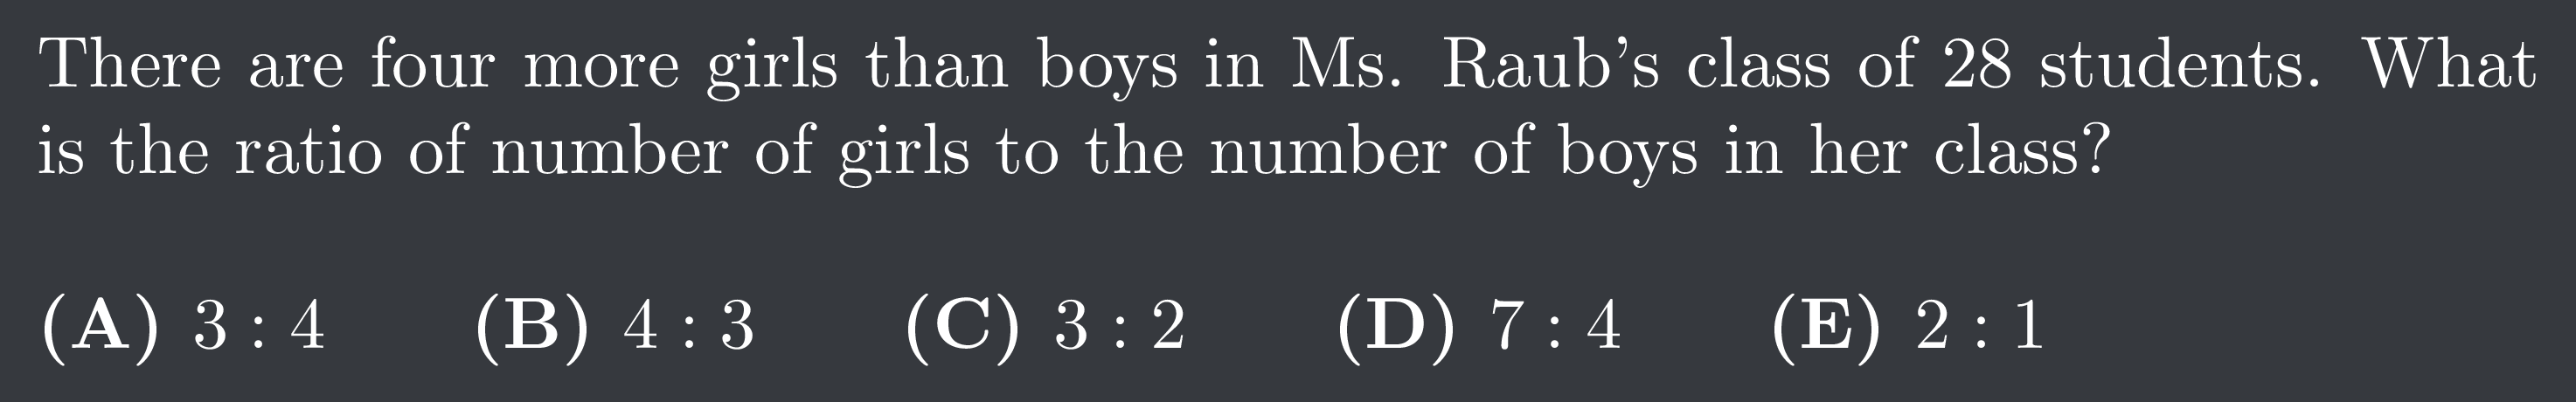 There are four more girls than boys in Ms. Raub's class of 28 students. What
is the ratio of number of girls to the number of boys in her class?
(A) 3 : 4 (B) 4 : 3 (C) 3 : 2 (D) 7 : 4 (E) 2 : 1